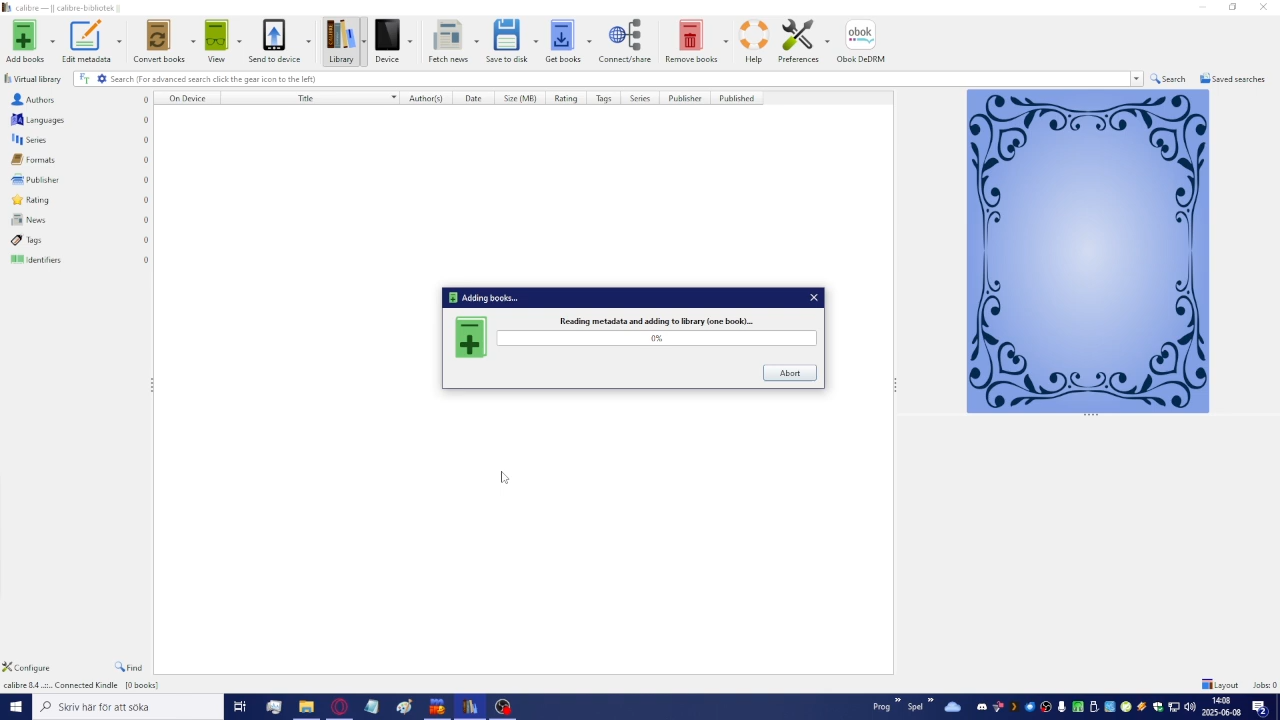 calibre — || calibre-bibliotek ||
Add books
Edit metadata
Convert books
View
Send to device
Library
Device
Fetch news
Save to disk
Get books
Connect/share
Remove books
Help
Preferences
obok
Obok DeDRM
Virtual library
Search (For advanced search click the gear icon to the left)
Search
Saved searches
Authors 0
Languages 0
Series 0
Formats 0
Publisher 0
Rating 0
News 0
Tags 0
Identifiers 0
On Device Title Author(s) Date Size (MB) Rating Tags Series Publisher Published
Adding books...
Reading metadata and adding to library (one book)...
0%
Abort
Configure
Find
calibre 8.4 ..::.. Connected Kindle [0 books]
Layout
Jobs: 0
Skriv här för att söka
Prog
Spel
14:08
2025-06-08
2